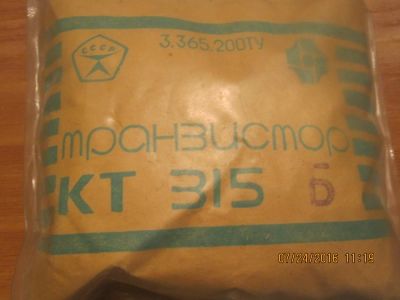 СССР
3.365.200ТУ
транзистор
КТ 315 Б
07/24/2016 11:19